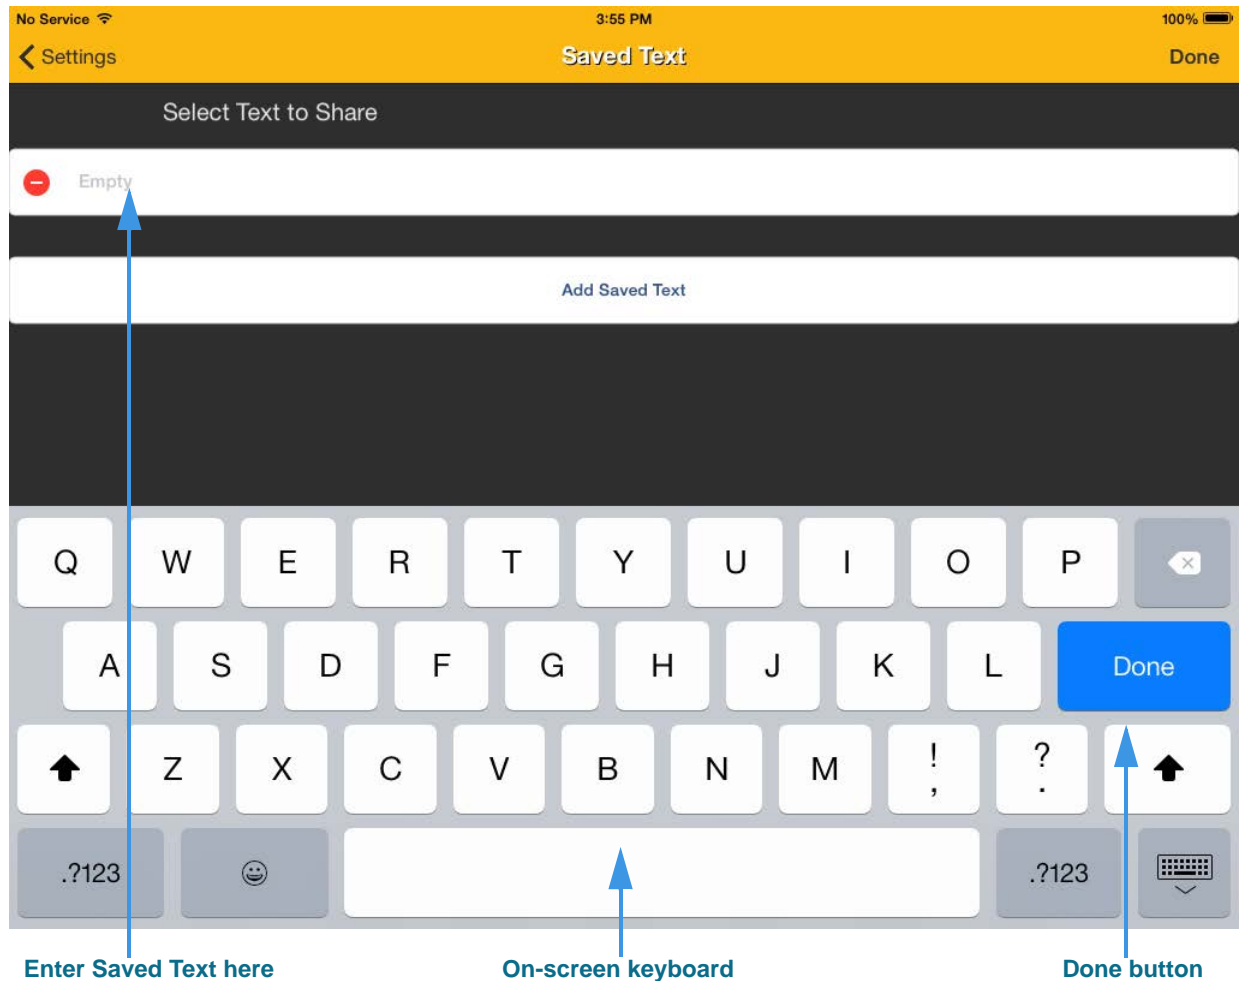 No Service 3:55 PM 100%
Settings Saved Text Done
Select Text to Share
Empty
Add Saved Text
Q W E R T Y U I O P
A S D F G H J K L Done
Z X C V B N M ! ?
, .
.?123 .?123
Enter Saved Text here On-screen keyboard Done button